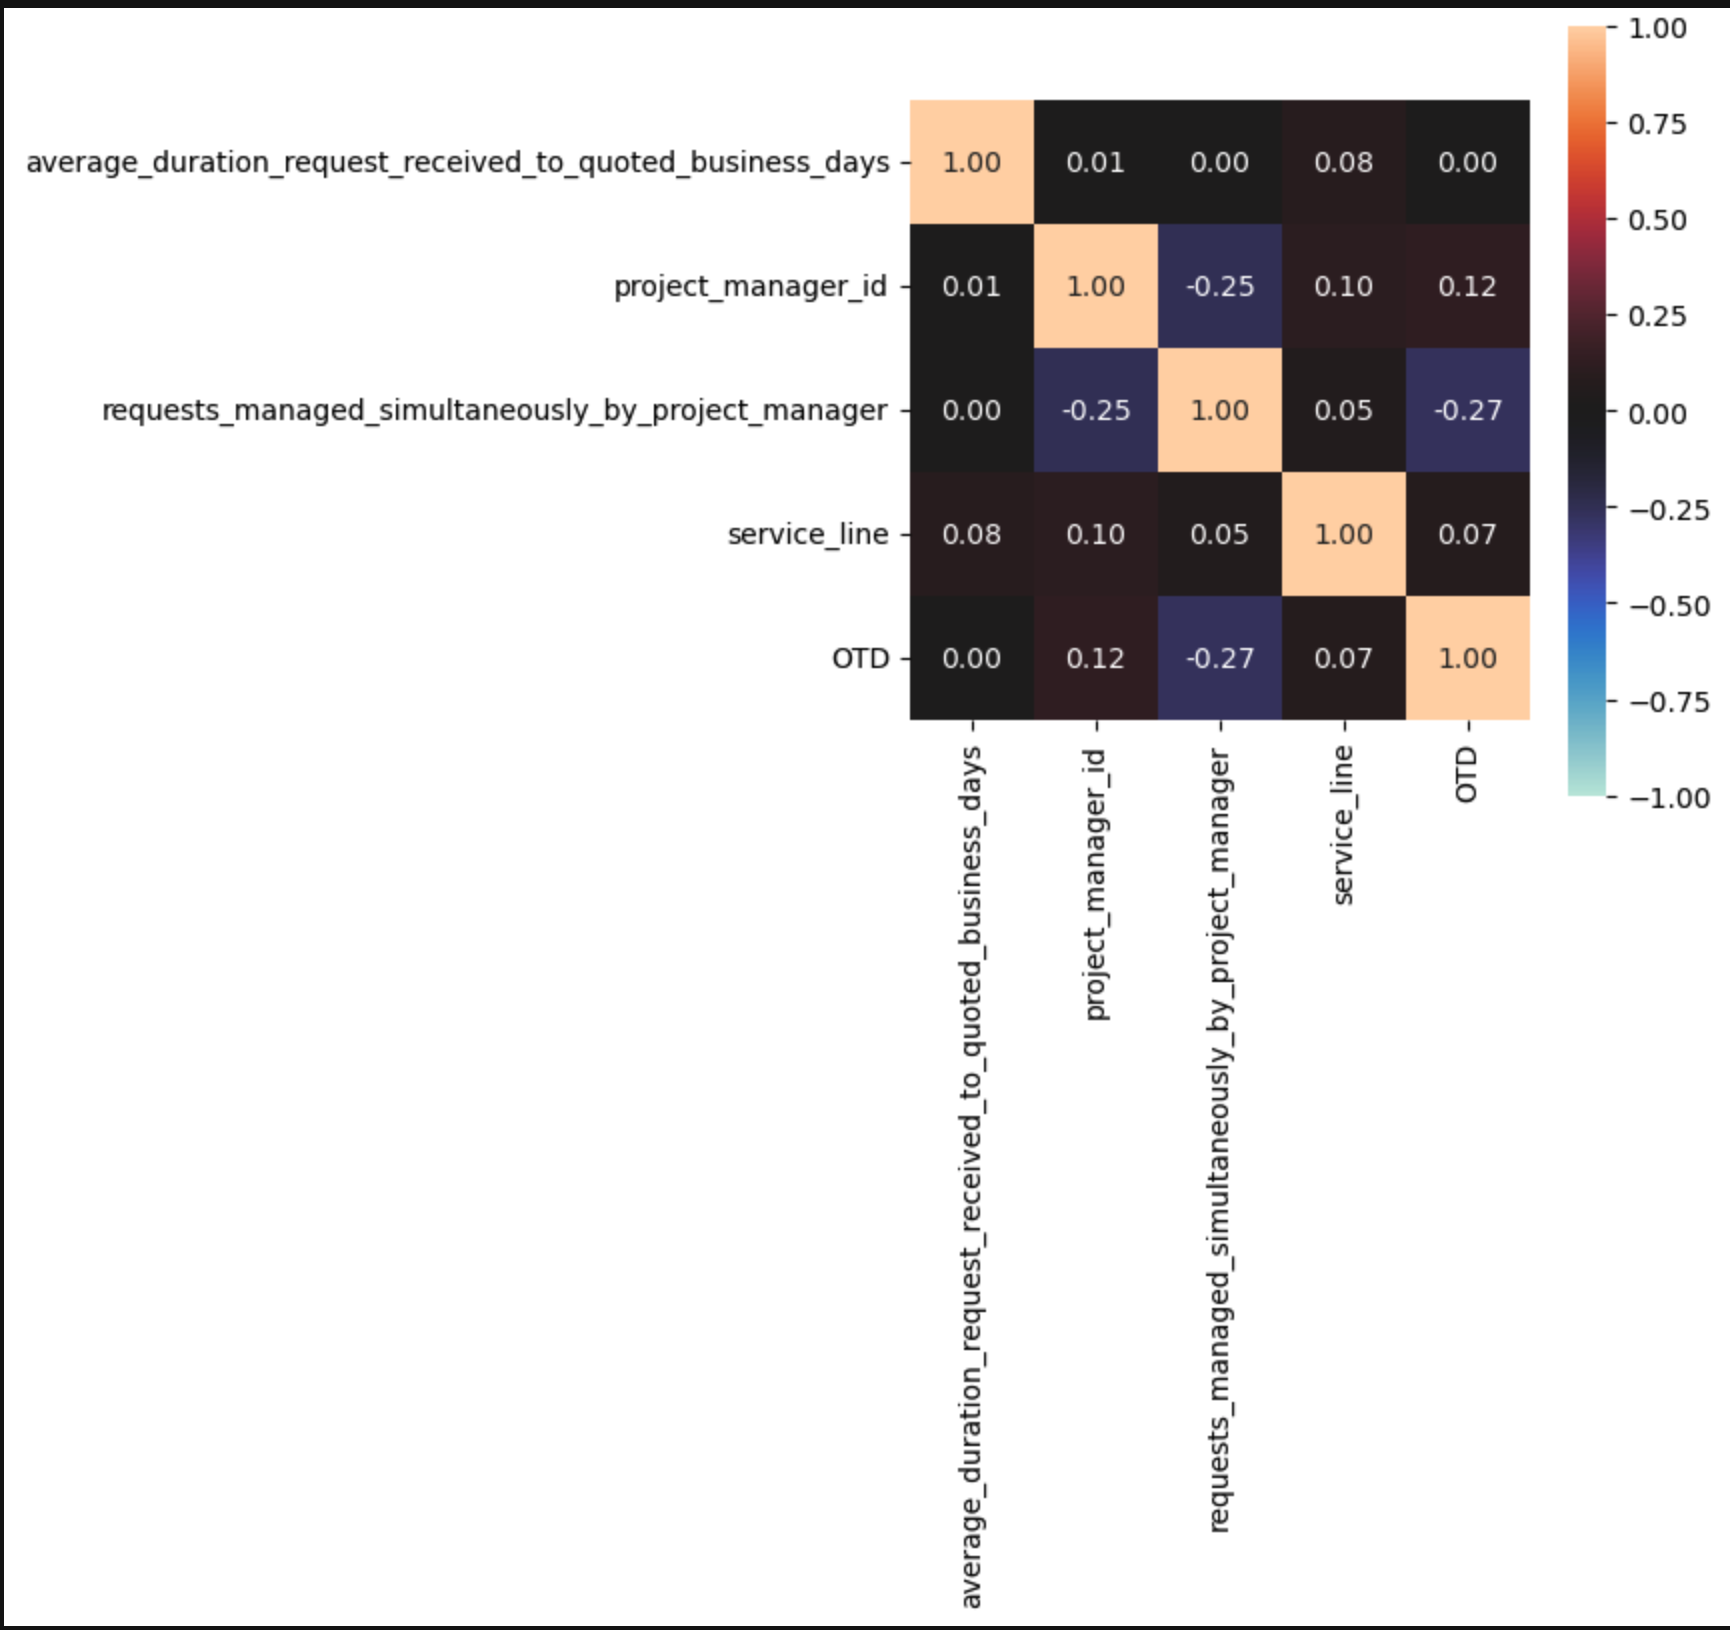 average_duration_request_received_to_quoted_business_days 1.00 0.01 0.00 0.08 0.00
project_manager_id 0.01 1.00 -0.25 0.10 0.12
requests_managed_simultaneously_by_project_manager 0.00 -0.25 1.00 0.05 -0.27
service_line 0.08 0.10 0.05 1.00 0.07
OTD 0.00 0.12 -0.27 0.07 1.00
average_duration_request_received_to_quoted_business_days
project_manager_id
requests_managed_simultaneously_by_project_manager
service_line
OTD
1.00
0.75
0.50
0.25
0.00
−0.25
−0.50
−0.75
−1.00